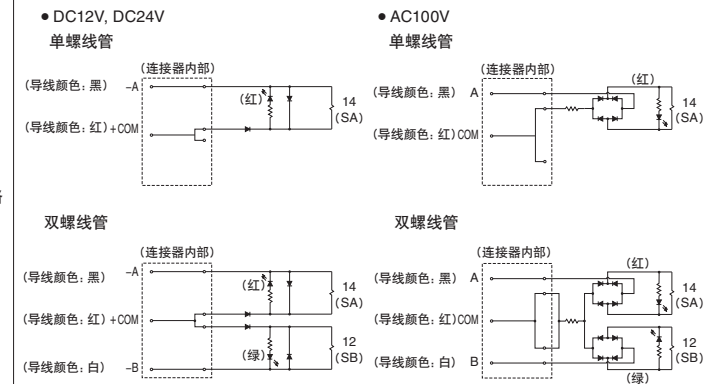 ● DC12V, DC24V
单螺线管
(连接器内部)
(导线颜色：黑) -A
(红)
14
(SA)
(导线颜色：红) +COM
双螺线管
(连接器内部)
(导线颜色：黑) -A
(红)
14
(SA)
(导线颜色：红) +COM
12
(SB)
(绿)
(导线颜色：白) -B
● AC100V
单螺线管
(连接器内部)
(红)
(导线颜色：黑) A
14
(SA)
(导线颜色：红) COM
双螺线管
(连接器内部)
(红)
(导线颜色：黑) A
14
(SA)
(导线颜色：红) COM
12
(SB)
(导线颜色：白) B
(绿)